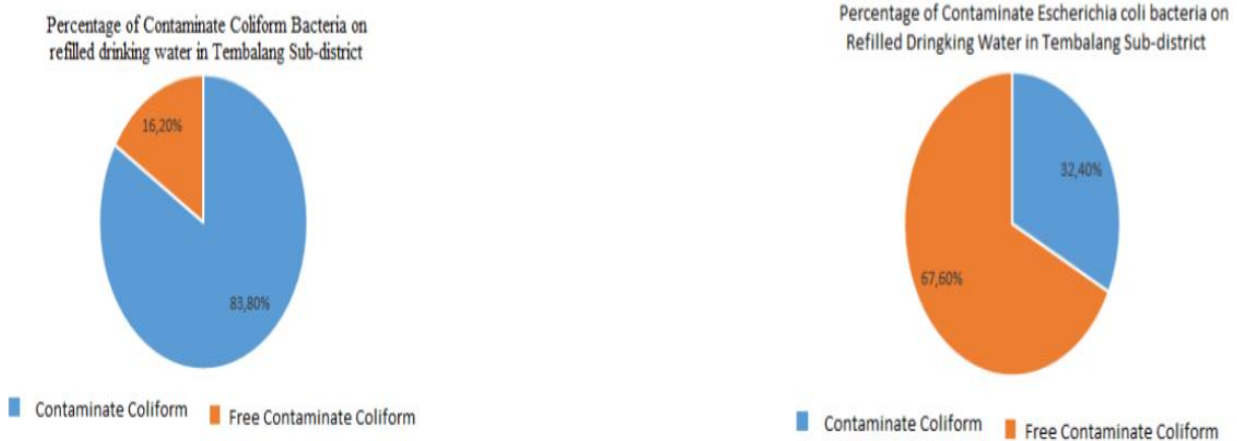 Percentage of Contaminate Coliform Bacteria on
refilled drinking water in Tembalang Sub-district
16,20%
83,80%
Contaminate Coliform
Free Contaminate Coliform
Percentage of Contaminate Escherichia coli bacteria on
Refilled Dringking Water in Tembalang Sub-district
32,40%
67,60%
Contaminate Coliform
Free Contaminate Coliform